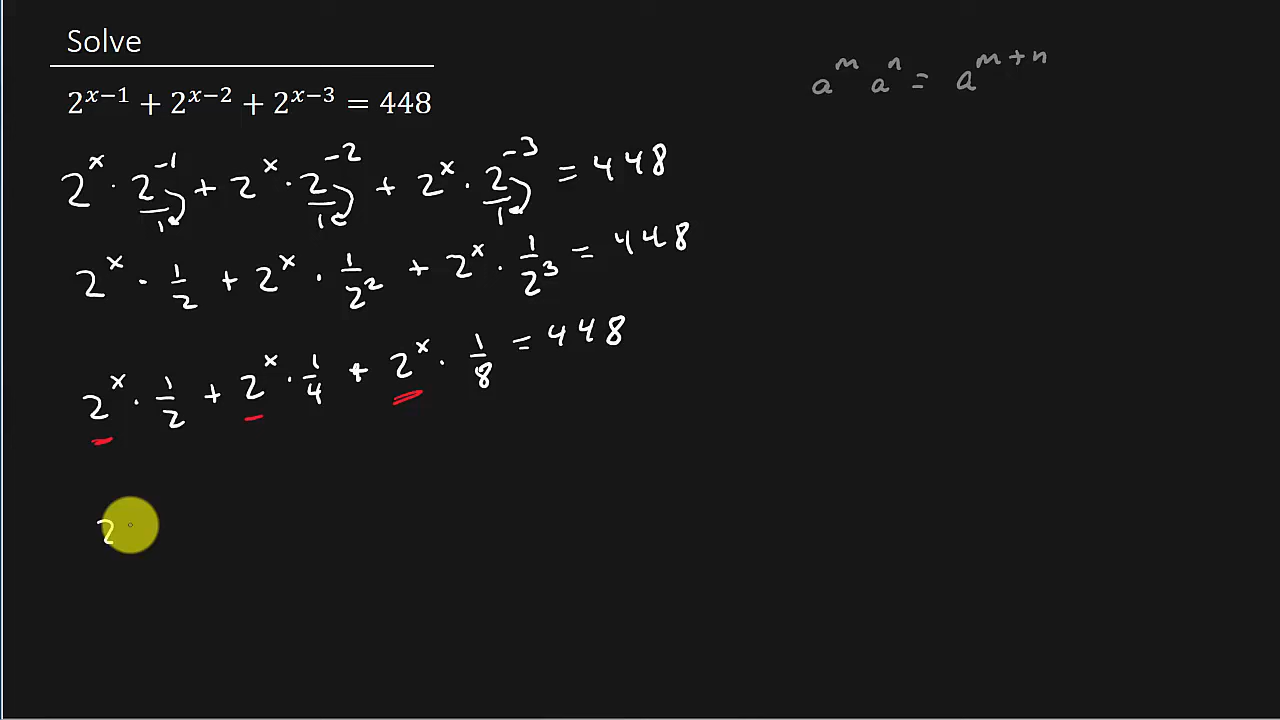 Solve
2^{x−1} + 2^{x−2} + 2^{x−3} = 448
a^m a^n = a^{m+n}
2^x · 2^{-1}/1 + 2^x · 2^{-2}/1 + 2^x · 2^{-3}/1 = 448
2^x · 1/2 + 2^x · 1/2^2 + 2^x · 1/2^3 = 448
2^x · 1/2 + 2^x · 1/4 + 2^x · 1/8 = 448
2